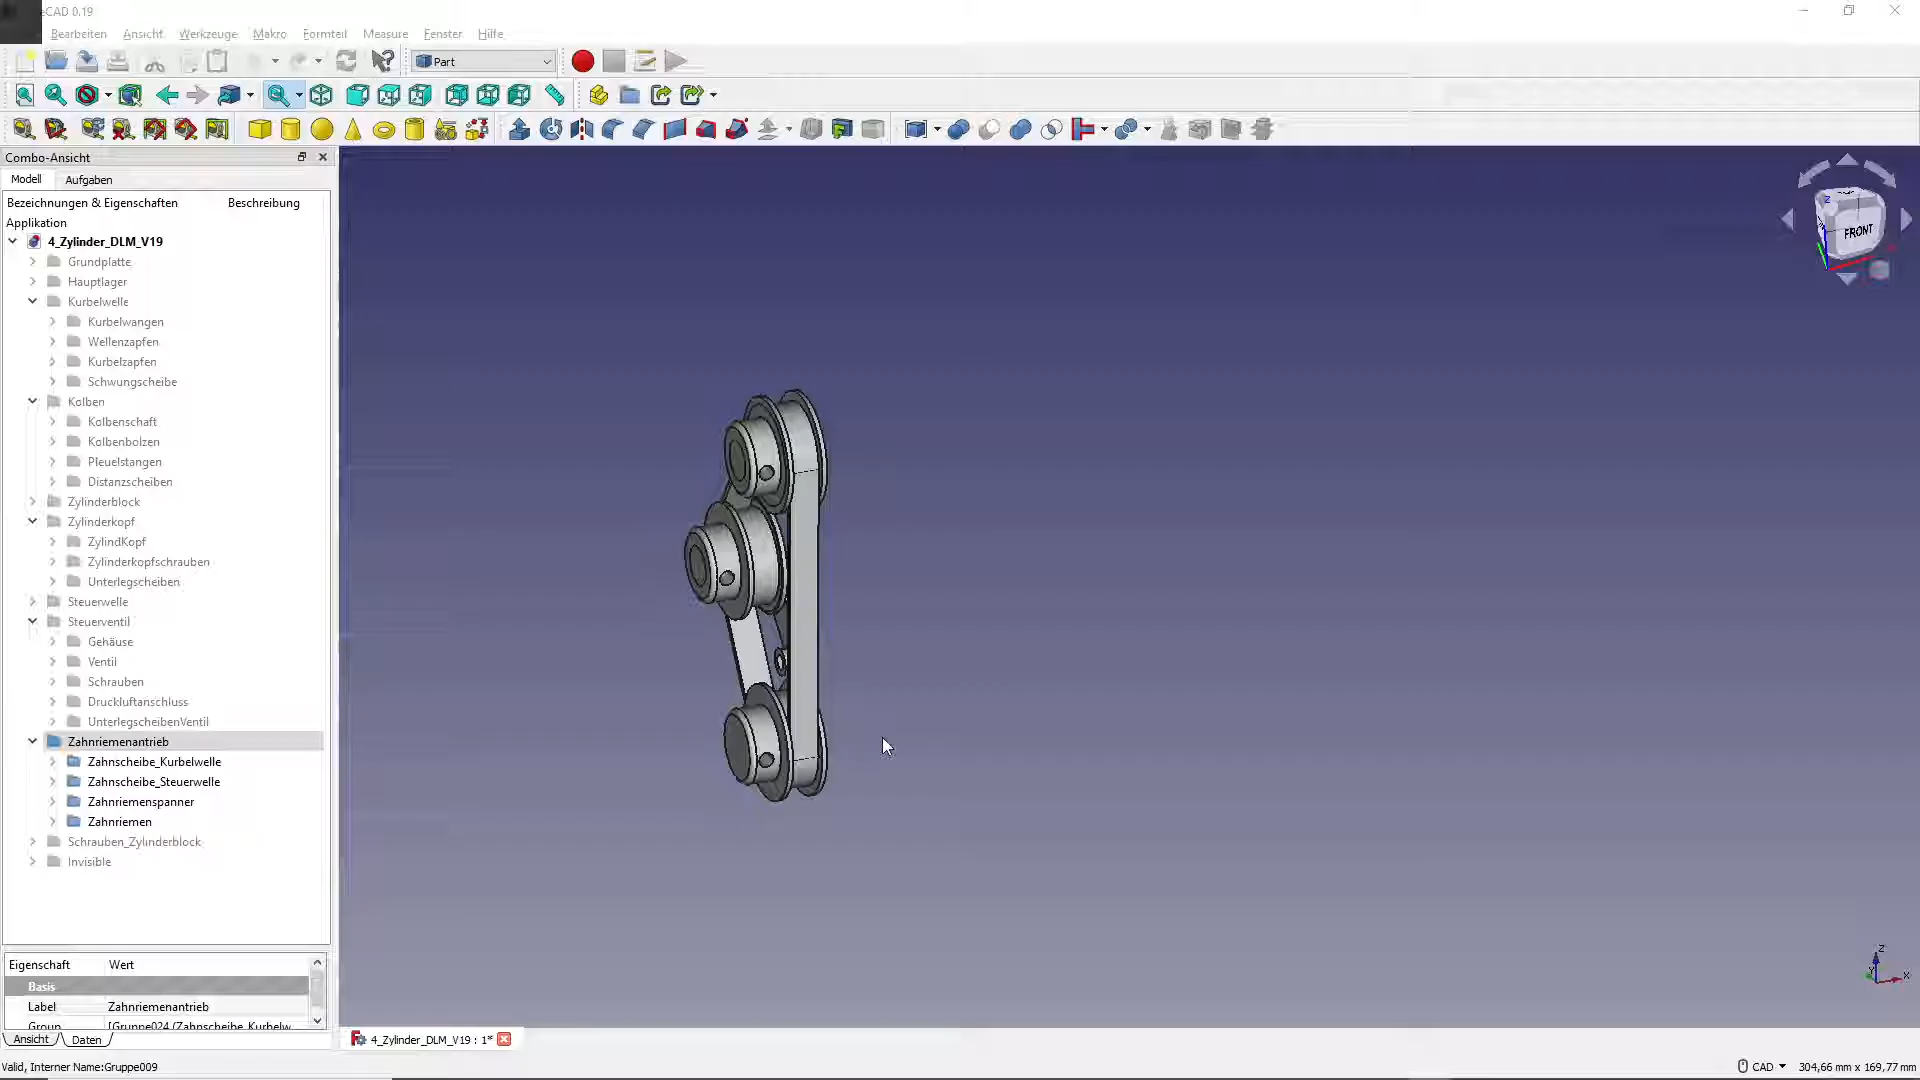 eCAD 0.19
Bearbeiten Ansicht Werkzeuge Makro Formteil Measure Fenster Hilfe
Part
Combo-Ansicht
Modell Aufgaben
Bezeichnungen & Eigenschaften Beschreibung
Applikation
4_Zylinder_DLM_V19
Grundplatte
Hauptlager
Kurbelwelle
Kurbelwangen
Wellenzapfen
Kurbelzapfen
Schwungscheibe
Kolben
Kolbenschaft
Kolbenbolzen
Pleuelstangen
Distanzscheiben
Zylinderblock
Zylinderkopf
ZylindKopf
Zylinderkopfschrauben
Unterlegscheiben
Steuerwelle
Steuerventil
Gehäuse
Ventil
Schrauben
Druckluftanschluss
UnterlegscheibenVentil
Zahnriemenantrieb
Zahnscheibe_Kurbelwelle
Zahnscheibe_Steuerwelle
Zahnriemenspanner
Zahnriemen
Schrauben_Zylinderblock
Invisible
Eigenschaft Wert
Basis
Label Zahnriemenantrieb
Group [Gruppe024 (Zahnscheibe_Kurbelw...
Ansicht Daten
4_Zylinder_DLM_V19 : 1*
Valid, Interner Name:Gruppe009
CAD 304,66 mm x 169,77 mm
FRONT
Z
Z
Y X